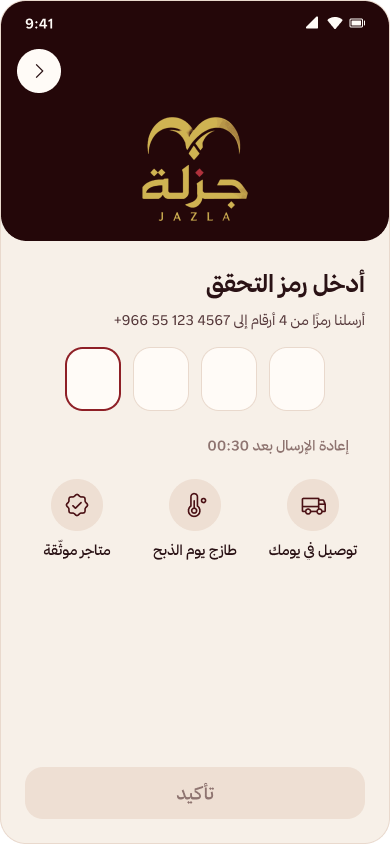 9:41
جزلة
JAZLA
أدخل رمز التحقق
أرسلنا رمزًا من 4 أرقام إلى 4567 123 55 966+
إعادة الإرسال بعد 00:30
توصيل في يومك
طازج يوم الذبح
متاجر موثّقة
تأكيد